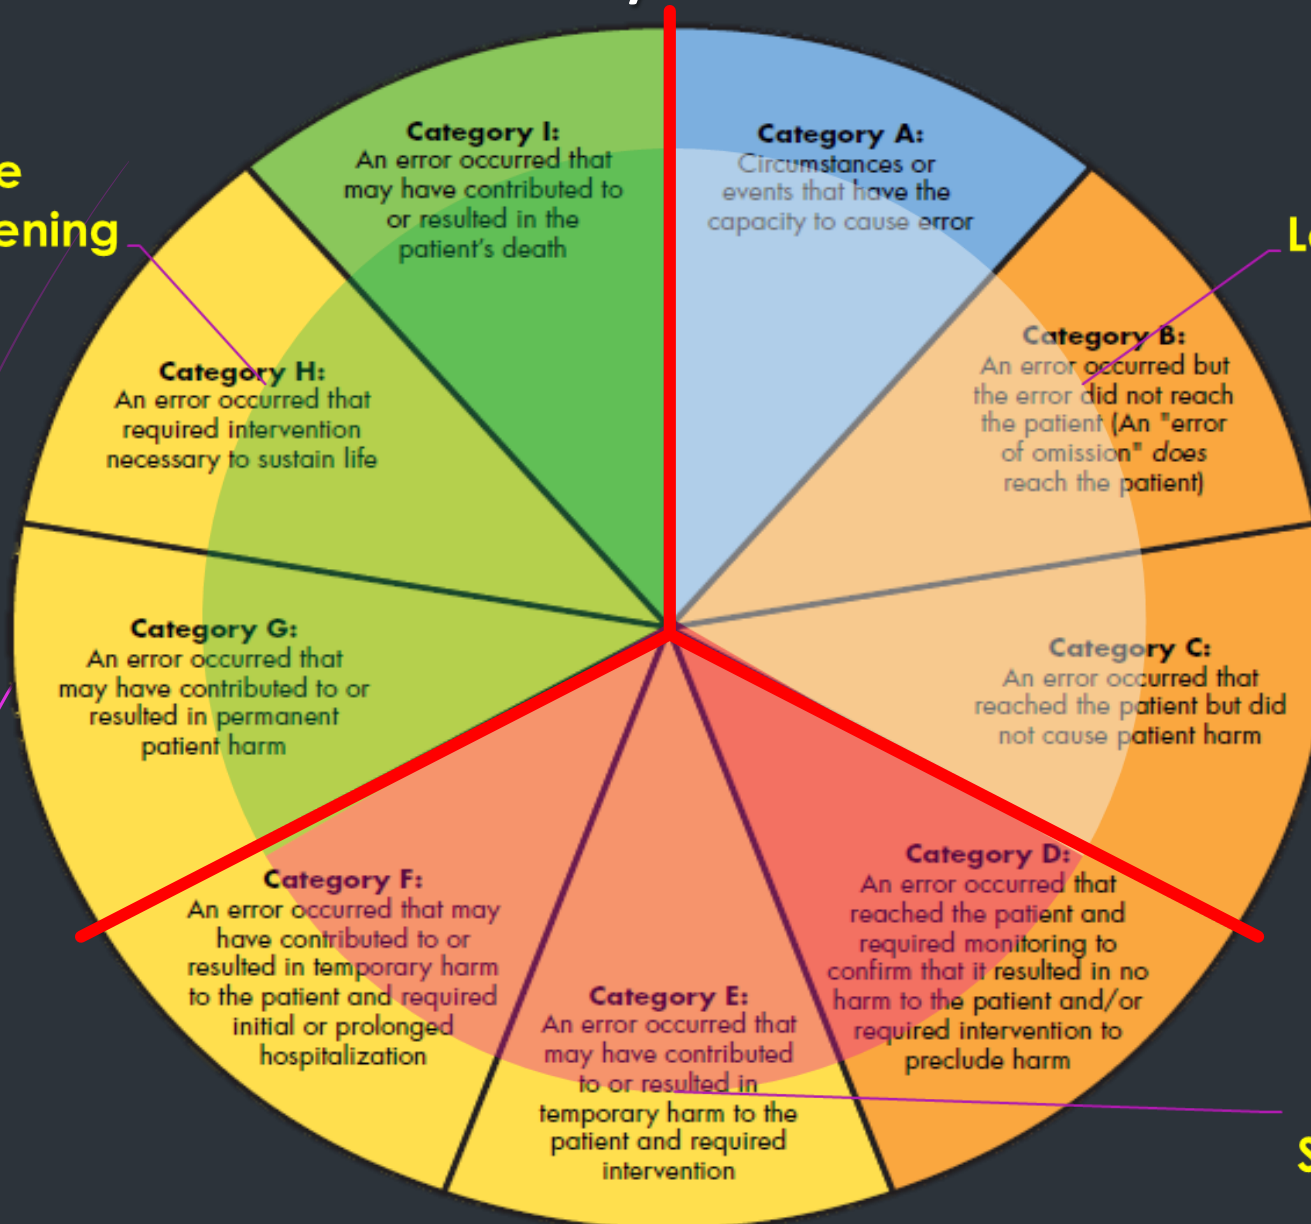 Category I:
An error occurred that
may have contributed to
or resulted in the
patient's death
Category A:
Circumstances or
events that have the
capacity to cause error
ening
Category B:
An error occurred but
the error did not reach
the patient (An "error
of omission" does
reach the patient)
Category H:
An error occurred that
required intervention
necessary to sustain life
Category C:
An error occurred that
reached the patient but did
not cause patient harm
Category G:
An error occurred that
may have contributed to or
resulted in permanent
patient harm
Category D:
An error occurred that
reached the patient and
required monitoring to
confirm that it resulted in no
harm to the patient and/or
required intervention to
preclude harm
Category F:
An error occurred that may
have contributed to or
resulted in temporary harm
to the patient and required
initial or prolonged
hospitalization
Category E:
An error occurred that
may have contributed
to or resulted in
temporary harm to the
patient and required
intervention